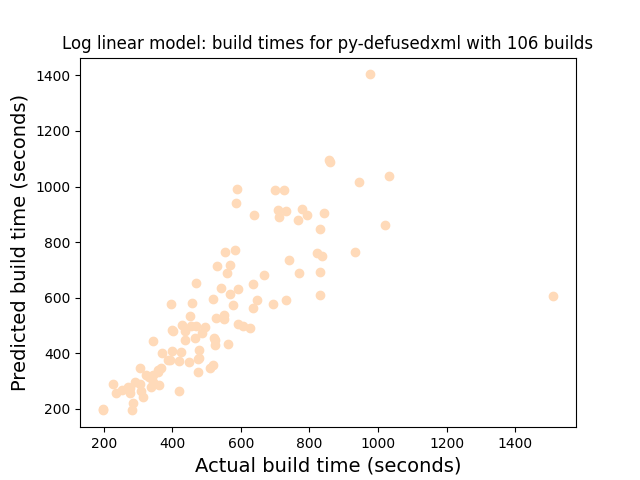 Log linear model: build times for py-defusedxml with 106 builds
Predicted build time (seconds)
1400
1200
1000
800
600
400
200
200 400 600 800 1000 1200 1400
Actual build time (seconds)